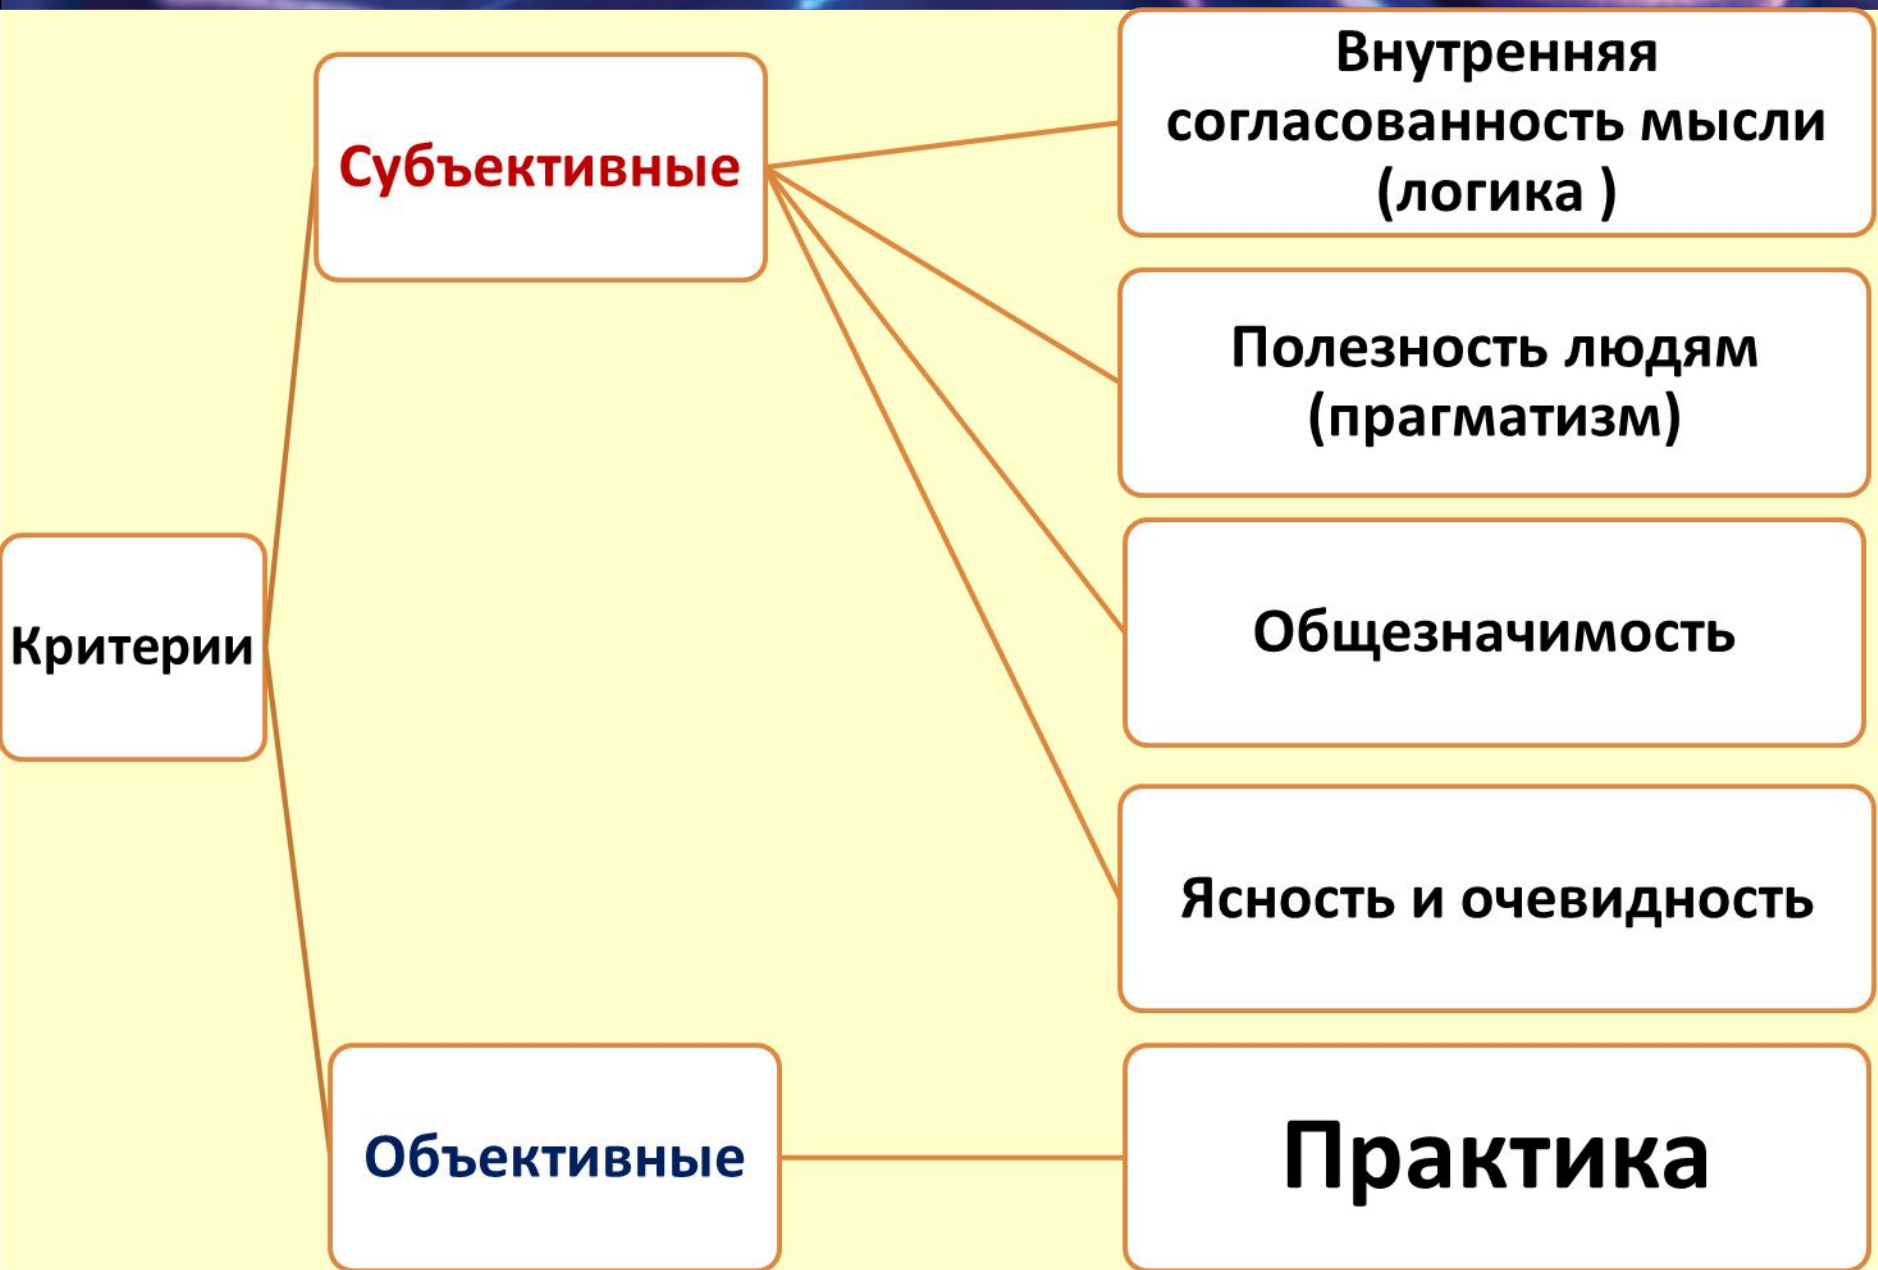 Критерии
Субъективные
Внутренняя
согласованность мысли
(логика )
Полезность людям
(прагматизм)
Общезначимость
Ясность и очевидность
Объективные
Практика